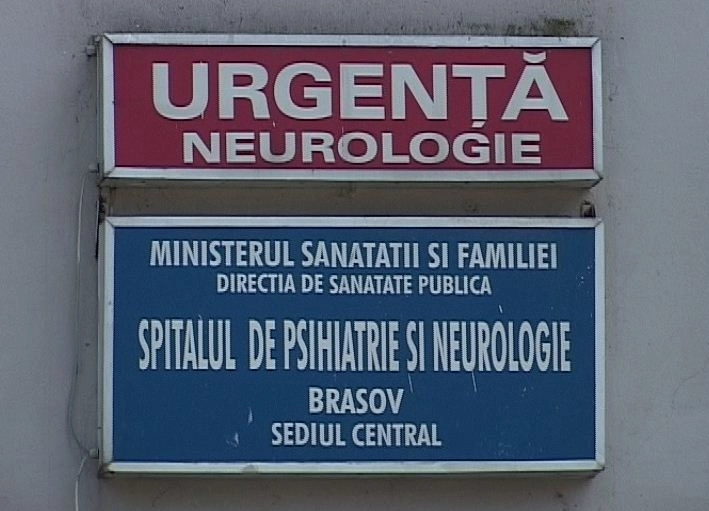 URGENȚĂ
NEUROLOGIE
MINISTERUL SANATATII SI FAMILIEI
DIRECTIA DE SANATATE PUBLICA
SPITALUL DE PSIHIATRIE SI NEUROLOGIE
BRASOV
SEDIUL CENTRAL